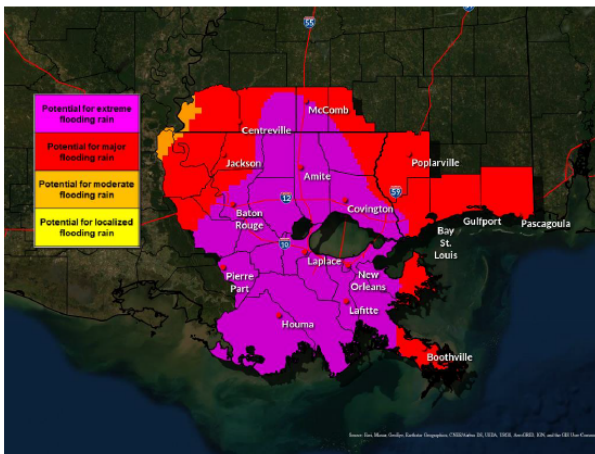 55
Potential for extreme
flooding rain
Potential for major
flooding rain
Potential for moderate
flooding rain
Potential for localized
flooding rain
McComb
Centreville
Jackson
Poplarville
Amite
59
12
Baton
Rouge
Covington
Gulfport
Pascagoula
Bay
St.
Louis
10
Laplace
New
Orleans
Pierre
Part
Lafitte
Houma
Boothville